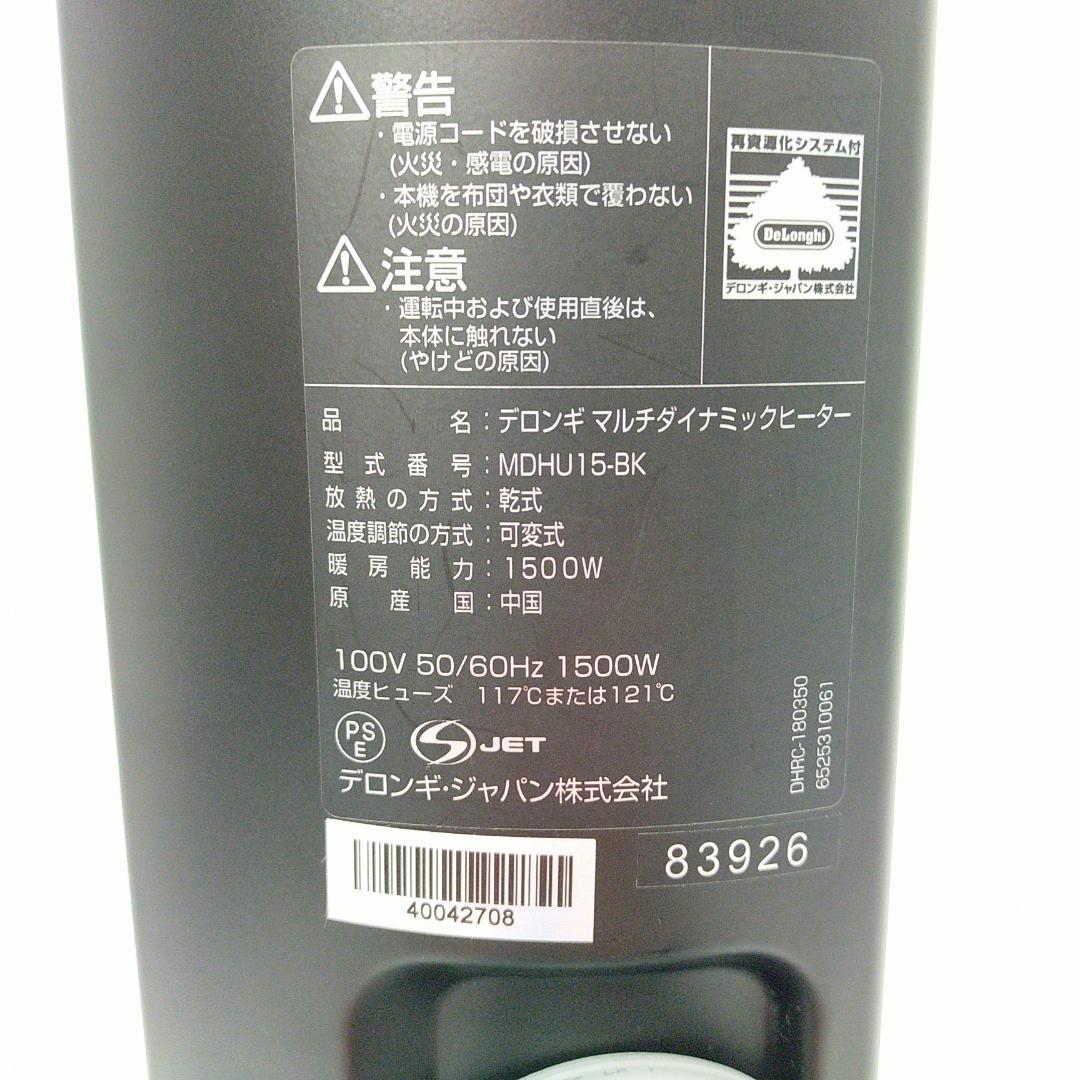 警告
・電源コードを破損させない
(火災・感電の原因)
・本機を布団や衣類で覆わない
(火災の原因)
注意
・運転中および使用直後は、
本体に触れない
(やけどの原因)
再資源化システム付
DeLonghi
デロンギ・ジャパン株式会社
品名：デロンギ マルチダイナミックヒーター
型式番号：MDHU15-BK
放熱の方式：乾式
温度調節の方式：可変式
暖房能力：1500W
原産国：中国
100V 50/60Hz 1500W
温度ヒューズ 117℃または121℃
PS
E
S JET
デロンギ・ジャパン株式会社
DHRC-180350
6525310061
83926
40042708